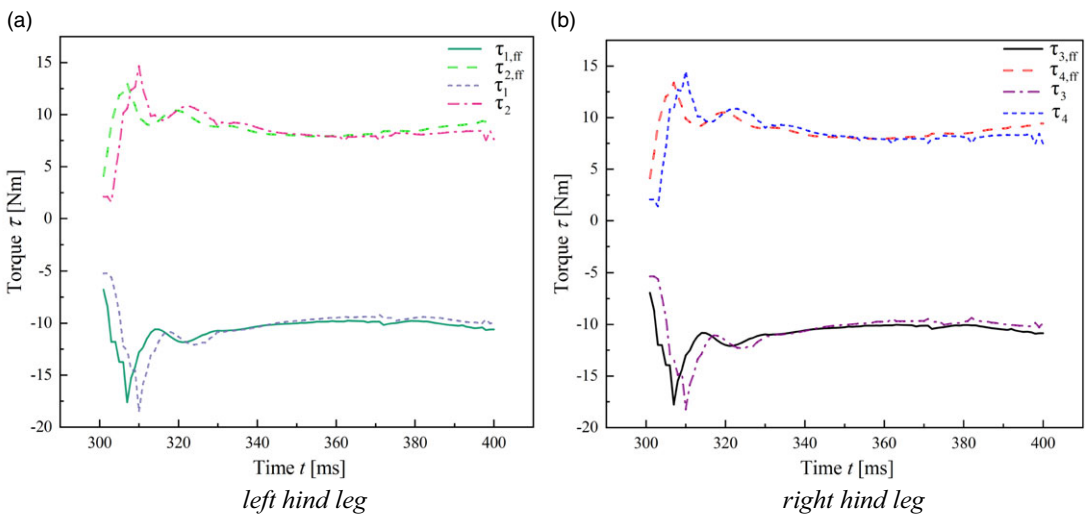 (a)
15
10
5
0
-5
-10
-15
-20
300
320
340
360
380
400
Torque τ [Nm]
Time t [ms]
τ1,ff
τ2,ff
τ1
τ2
left hind leg
(b)
15
10
5
0
-5
-10
-15
-20
300
320
340
360
380
400
Torque τ [Nm]
Time t [ms]
τ3,ff
τ4,ff
τ3
τ4
right hind leg